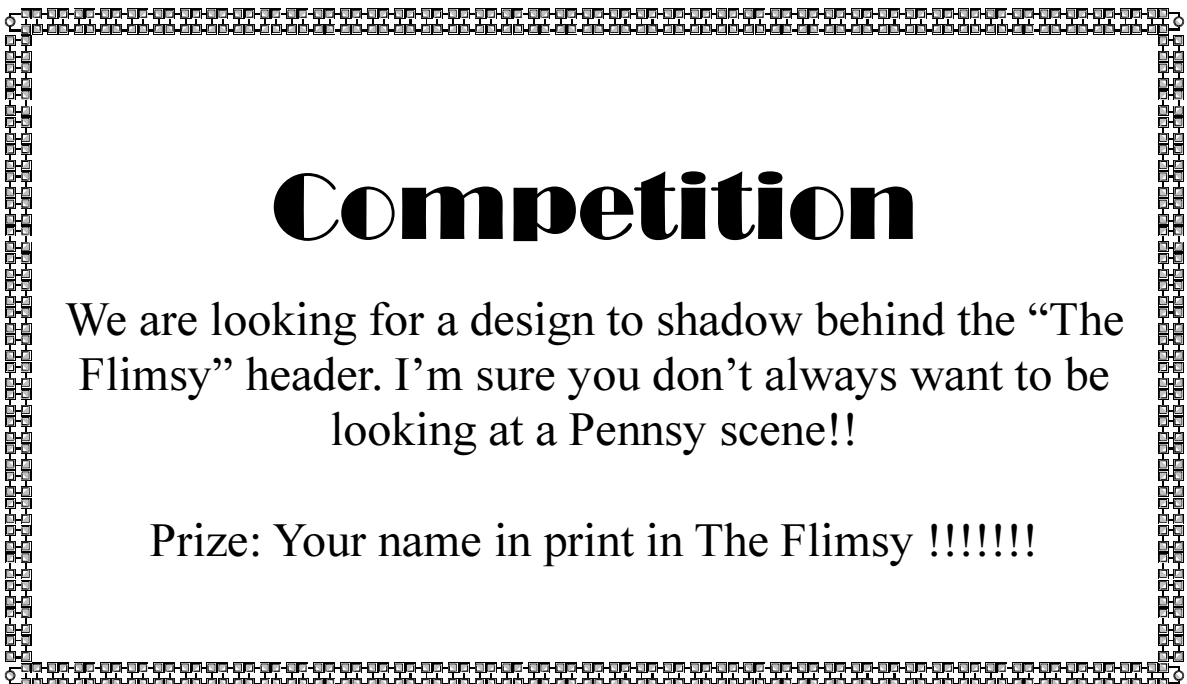 Competition
We are looking for a design to shadow behind the “The
Flimsy” header. I’m sure you don’t always want to be
looking at a Pennsy scene!!
Prize: Your name in print in The Flimsy !!!!!!!